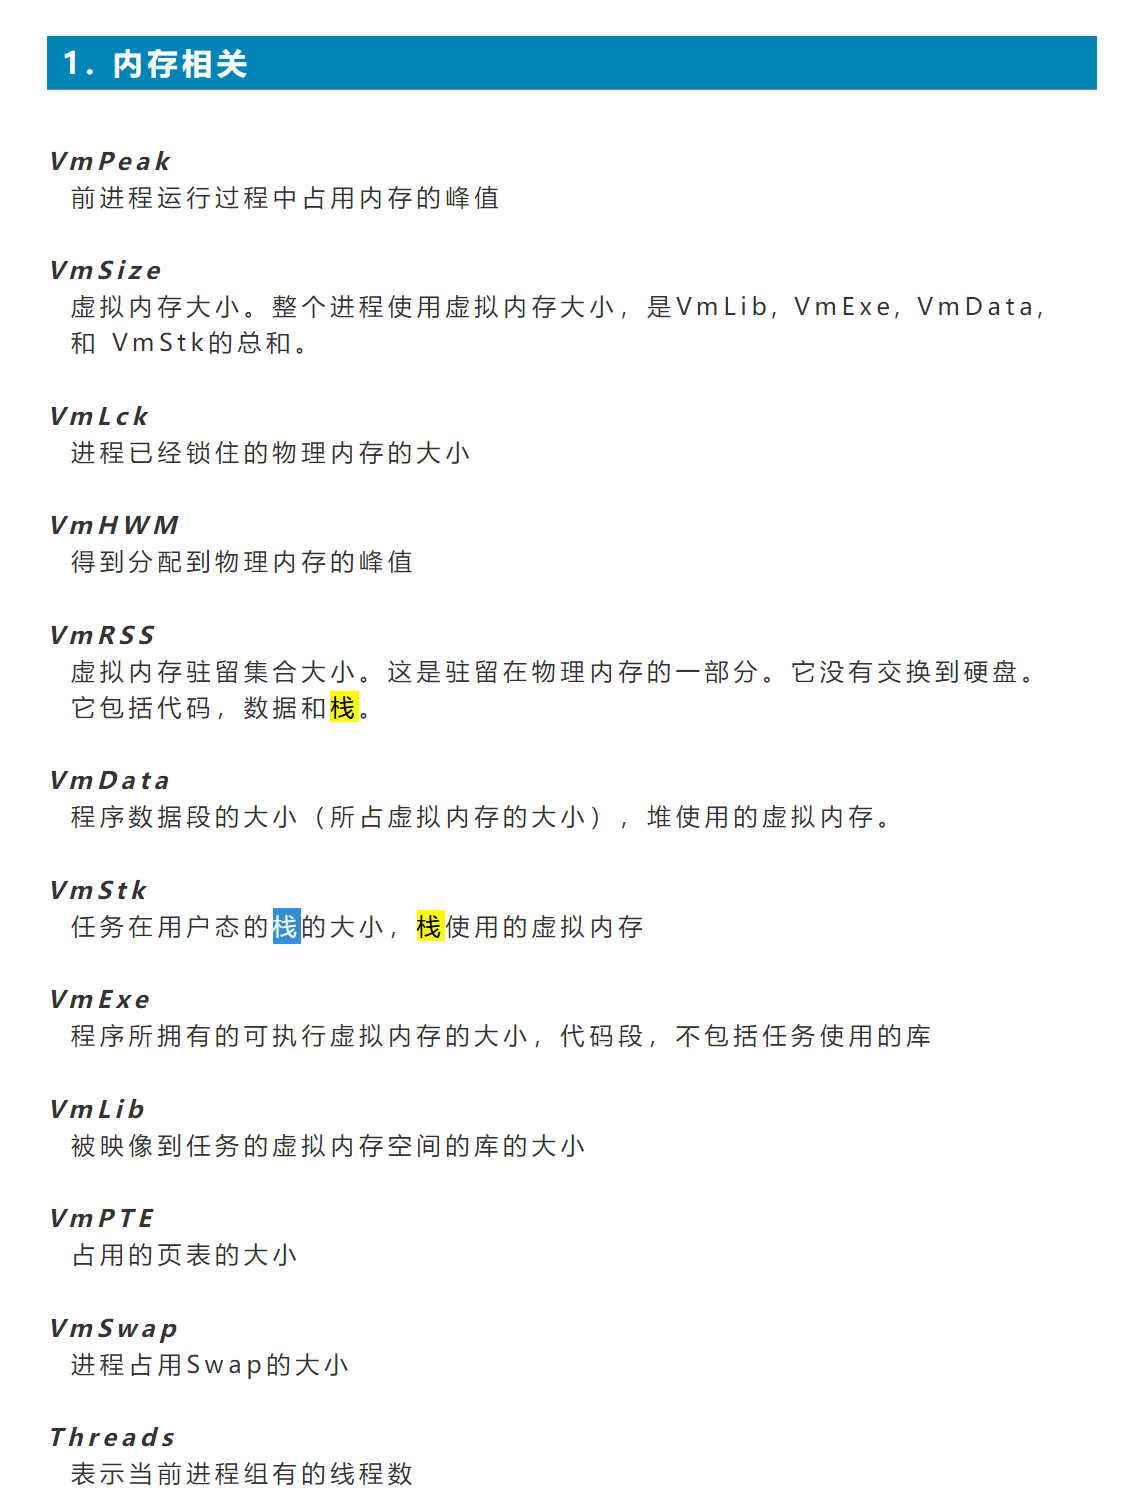 1. 内存相关
VmPeak
前进程运行过程中占用内存的峰值
VmSize
虚拟内存大小。整个进程使用虚拟内存大小，是VmLib, VmExe, VmData,
和 VmStk的总和。
VmLck
进程已经锁住的物理内存的大小
VmHWM
得到分配到物理内存的峰值
VmRSS
虚拟内存驻留集合大小。这是驻留在物理内存的一部分。它没有交换到硬盘。
它包括代码，数据和栈。
VmData
程序数据段的大小（所占虚拟内存的大小），堆使用的虚拟内存。
VmStk
任务在用户态的栈的大小，栈使用的虚拟内存
VmExe
程序所拥有的可执行虚拟内存的大小，代码段，不包括任务使用的库
VmLib
被映像到任务的虚拟内存空间的库的大小
VmPTE
占用的页表的大小
VmSwap
进程占用Swap的大小
Threads
表示当前进程组有的线程数